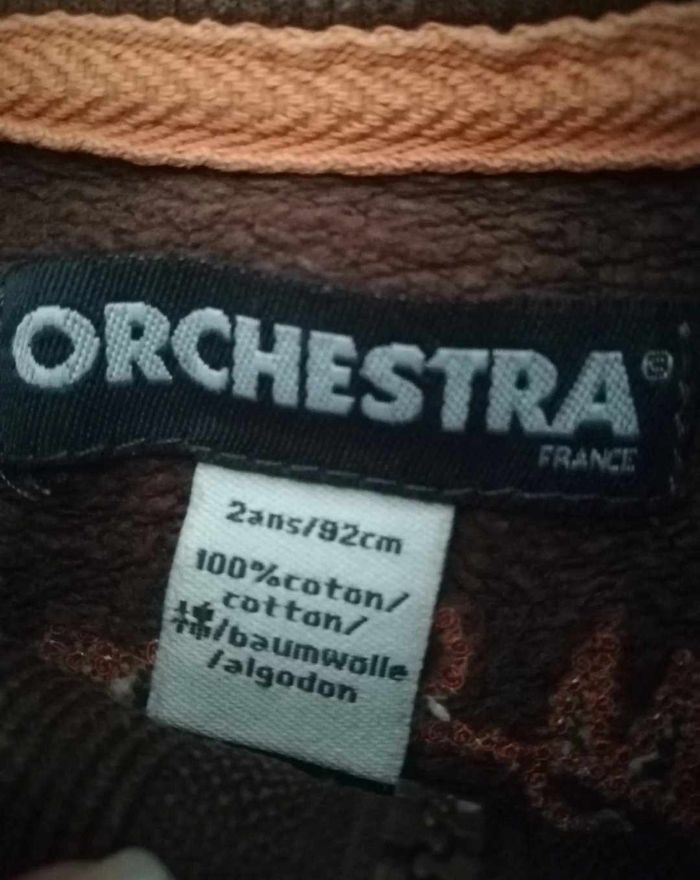 ORCHESTRA®
FRANCE
2ans/92cm
100%coton/
cotton/
/baumwolle
/algodon